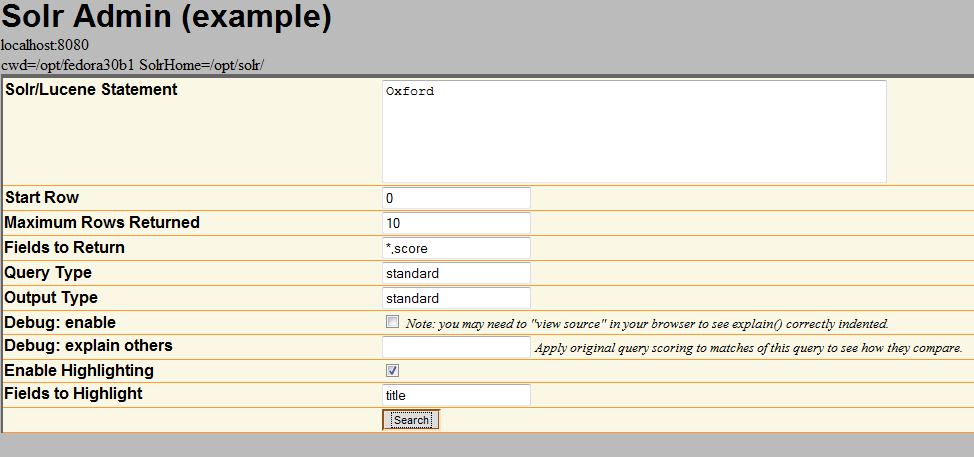 Solr Admin (example)
localhost:8080
cwd=/opt/fedora30b1 SolrHome=/opt/solr/
Solr/Lucene Statement
Oxford
Start Row
0
Maximum Rows Returned
10
Fields to Return
*,score
Query Type
standard
Output Type
standard
Debug: enable
Note: you may need to "view source" in your browser to see explain() correctly indented.
Debug: explain others
Apply original query scoring to matches of this query to see how they compare.
Enable Highlighting
Fields to Highlight
title
Search